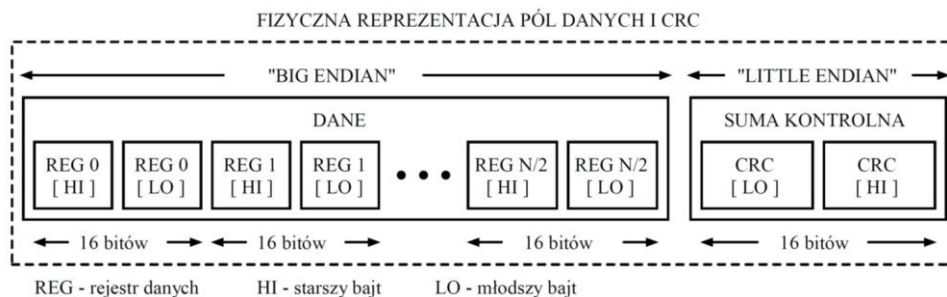 FIZYCZNA REPREZENTACJA PÓL DANYCH I CRC
"BIG ENDIAN" "LITTLE ENDIAN"
DANE SUMA KONTROLNA
REG 0 REG 0 REG 1 REG 1 REG N/2 REG N/2 CRC CRC
[ HI ] [ LO ] [ HI ] [ LO ] [ HI ] [ LO ] [ LO ] [ HI ]
16 bitów 16 bitów 16 bitów 16 bitów
REG - rejestr danych HI - starszy bajt LO - młodszy bajt